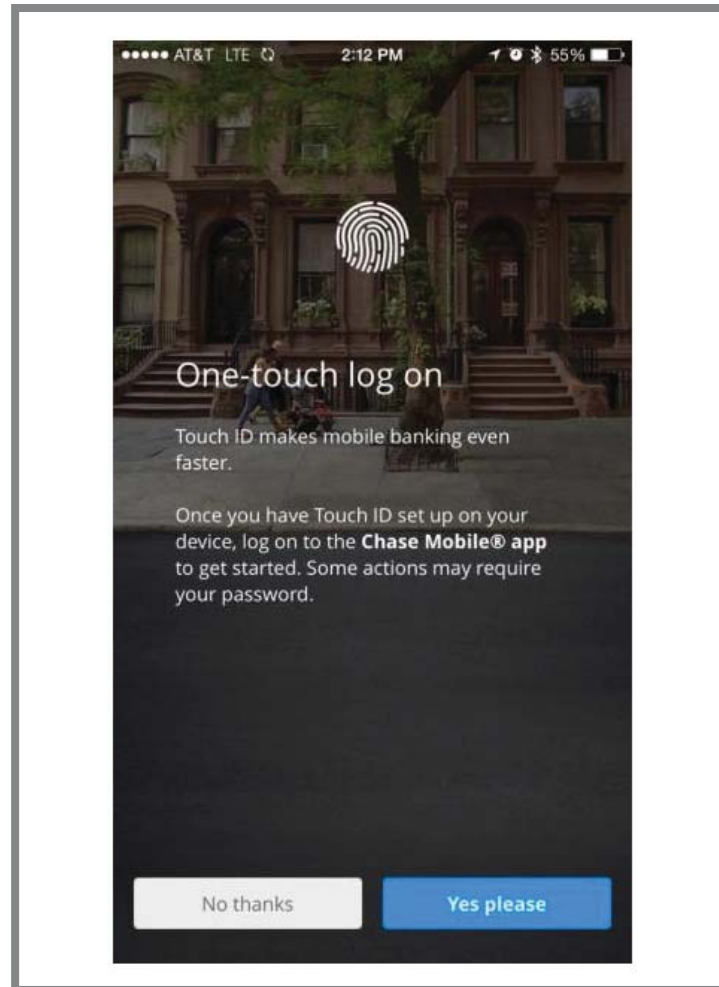 AT&T LTE 2:12 PM 55%
One-touch log on
Touch ID makes mobile banking even
faster.
Once you have Touch ID set up on your
device, log on to the Chase Mobile® app
to get started. Some actions may require
your password.
No thanks Yes please